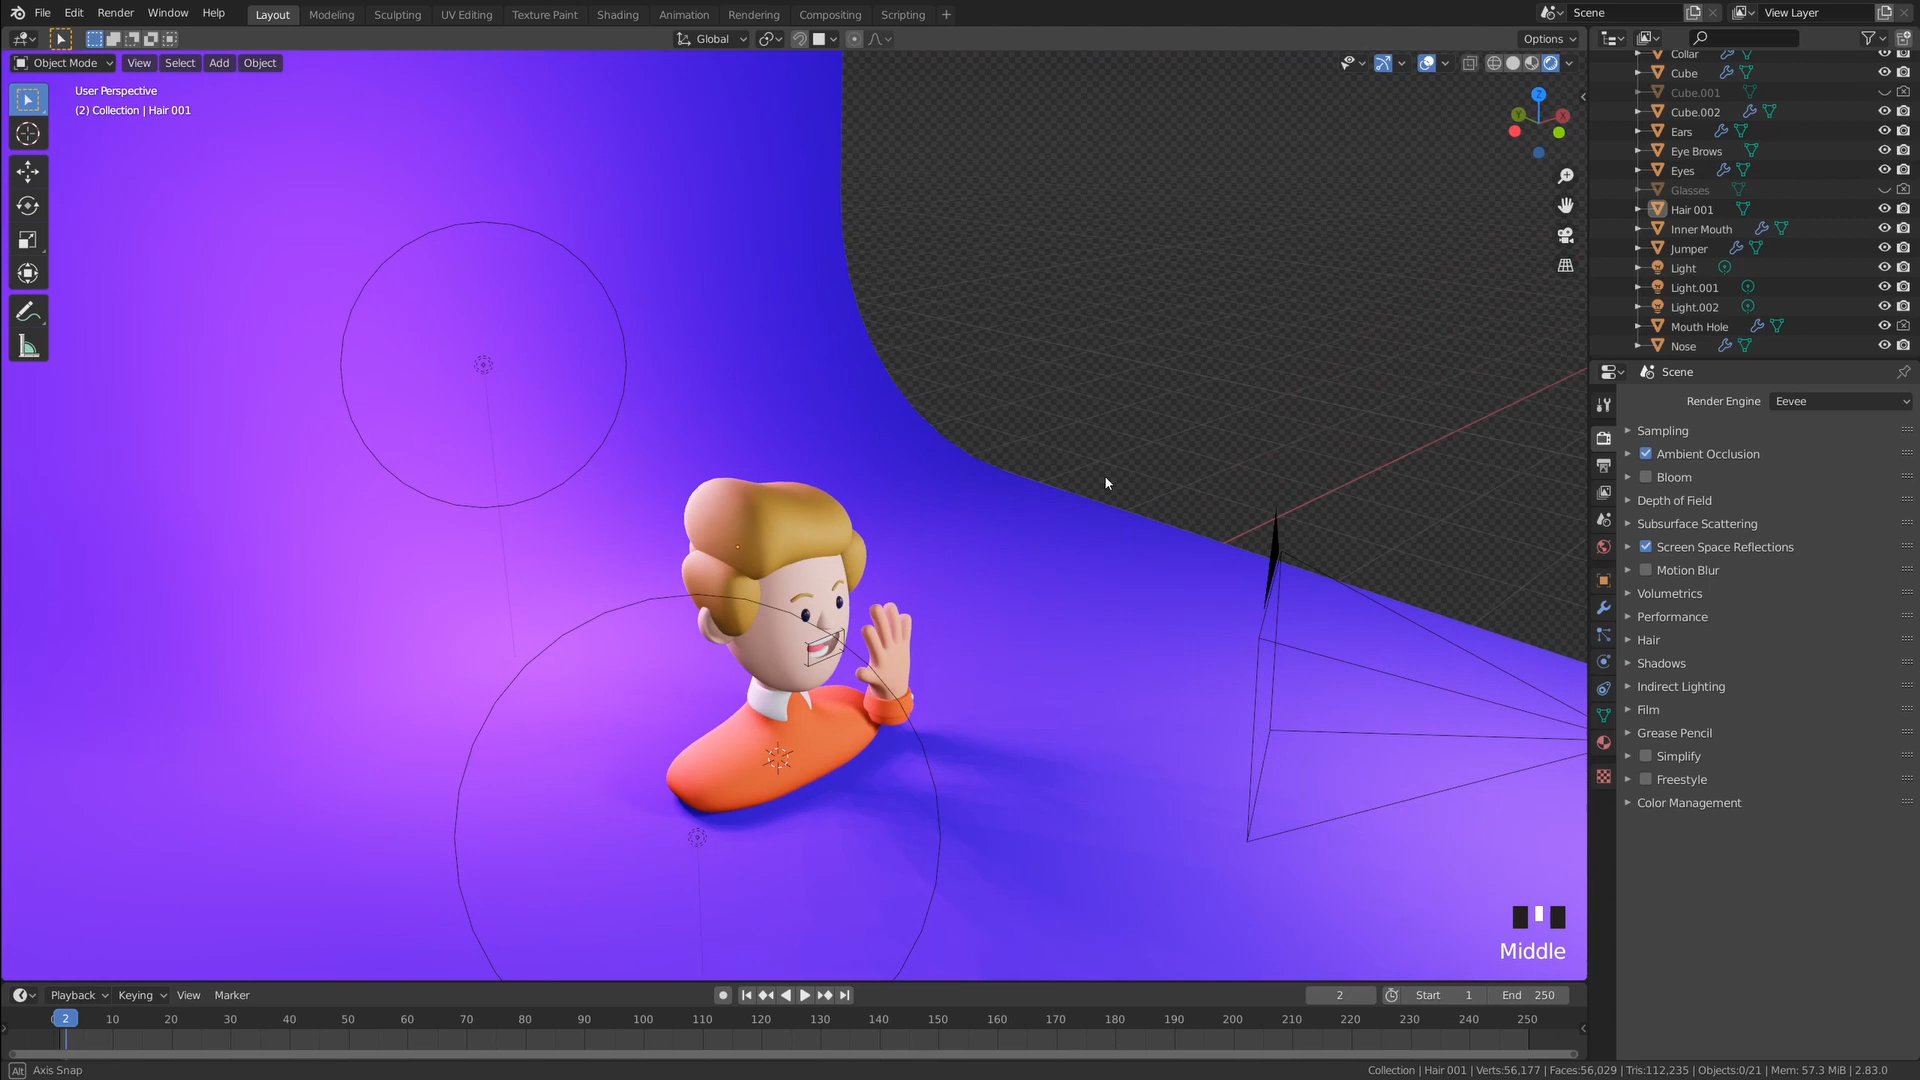 File Edit Render Window Help Layout Modeling Sculpting UV Editing Texture Paint Shading Animation Rendering Compositing Scripting + Scene View Layer
Global Options
Object Mode View Select Add Object
User Perspective
(2) Collection | Hair 001
Z
Y
X
Collar
Cube
Cube.001
Cube.002
Ears
Eye Brows
Eyes
Glasses
Hair 001
Inner Mouth
Jumper
Light
Light.001
Light.002
Mouth Hole
Nose
Scene
Render Engine Eevee
Sampling
Ambient Occlusion
Bloom
Depth of Field
Subsurface Scattering
Screen Space Reflections
Motion Blur
Volumetrics
Performance
Hair
Shadows
Indirect Lighting
Film
Grease Pencil
Simplify
Freestyle
Color Management
Middle
Playback Keying View Marker 2 Start 1 End 250
2 10 20 30 40 50 60 70 80 90 100 110 120 130 140 150 160 170 180 190 200 210 220 230 240 250
Alt Axis Snap
Collection | Hair 001 | Verts:56,177 | Faces:56,029 | Tris:112,235 | Objects:0/21 | Mem: 57.3 MiB | 2.83.0